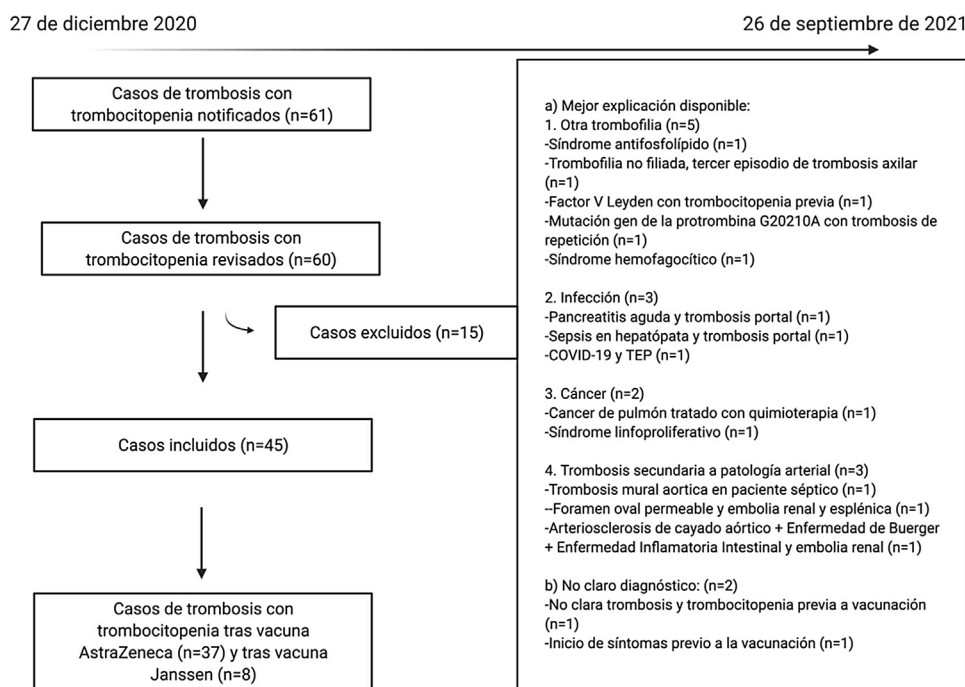 27 de diciembre 2020
26 de septiembre de 2021
Casos de trombosis con
trombocitopenia notificados (n=61)
Casos de trombosis con
trombocitopenia revisados (n=60)
Casos excluidos (n=15)
Casos incluidos (n=45)
Casos de trombosis con
trombocitopenia tras vacuna
AstraZeneca (n=37) y tras vacuna
Janssen (n=8)
a) Mejor explicación disponible:
1. Otra trombofilia (n=5)
-Síndrome antifosfolípido (n=1)
-Trombofilia no filiada, tercer episodio de trombosis axilar
(n=1)
-Factor V Leyden con trombocitopenia previa (n=1)
-Mutación gen de la protrombina G20210A con trombosis de
repetición (n=1)
-Síndrome hemofagocítico (n=1)
2. Infección (n=3)
-Pancreatitis aguda y trombosis portal (n=1)
-Sepsis en hepatópata y trombosis portal (n=1)
-COVID-19 y TEP (n=1)
3. Cáncer (n=2)
-Cancer de pulmón tratado con quimioterapia (n=1)
-Síndrome linfoproliferativo (n=1)
4. Trombosis secundaria a patología arterial (n=3)
-Trombosis mural aortica en paciente séptico (n=1)
--Foramen oval permeable y embolia renal y esplénica (n=1)
-Arteriosclerosis de cayado aórtico + Enfermedad de Buerger
+ Enfermedad Inflamatoria Intestinal y embolia renal (n=1)
b) No claro diagnóstico: (n=2)
-No clara trombosis y trombocitopenia previa a vacunación
(n=1)
-Inicio de síntomas previo a la vacunación (n=1)